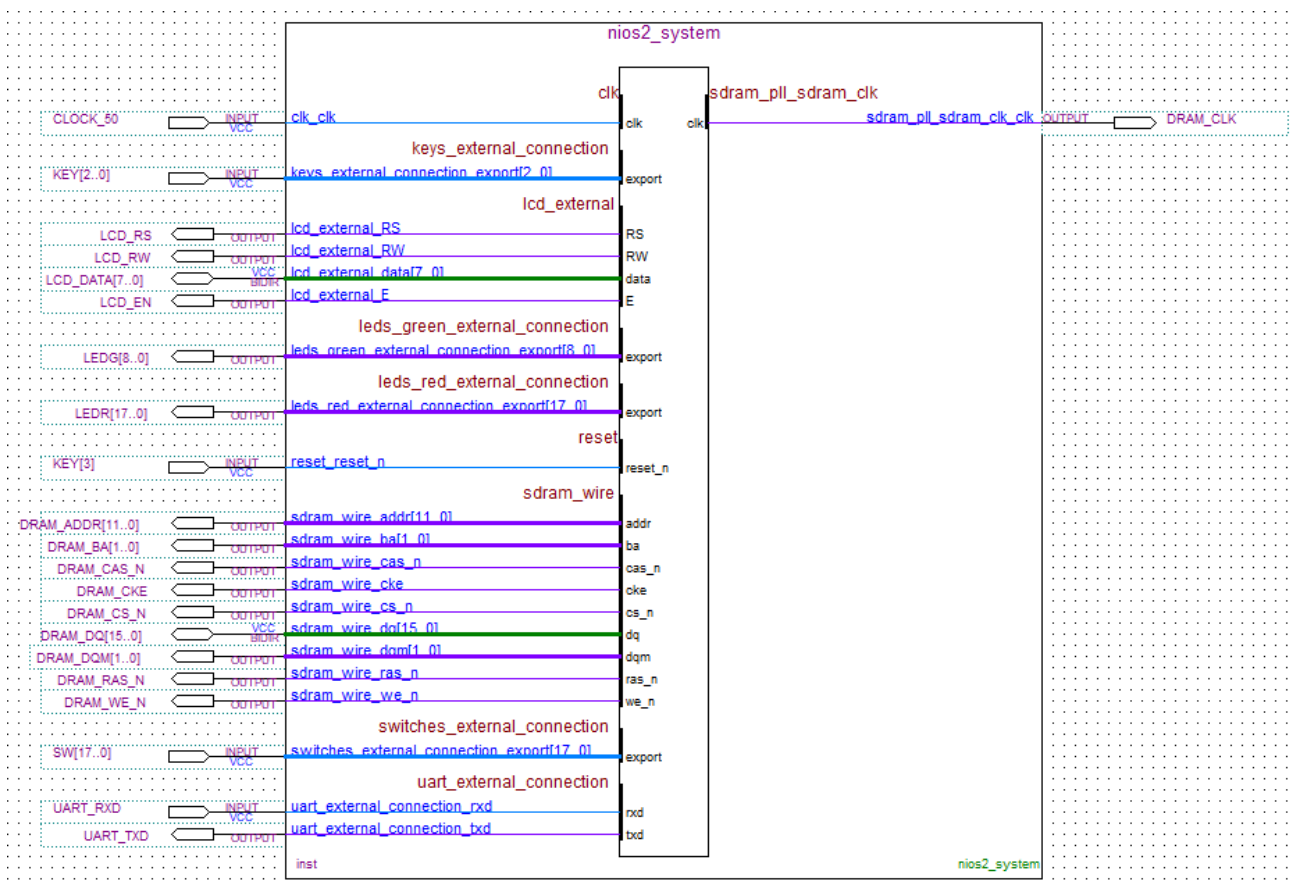 nios2_system
clk sdram_pll_sdram_clk
CLOCK_50 INPUT VCC clk_clk clk clk sdram_pll_sdram_clk_clk OUTPUT DRAM_CLK
keys_external_connection
KEY[2..0] INPUT VCC keys_external_connection_export[2..0] export
lcd_external
LCD_RS OUTPUT lcd_external_RS RS
LCD_RW OUTPUT lcd_external_RW RW
LCD_DATA[7..0] VCC BIDIR lcd_external_data[7..0] data
LCD_EN OUTPUT lcd_external_E E
leds_green_external_connection
LEDG[8..0] OUTPUT leds_green_external_connection_export[8..0] export
leds_red_external_connection
LEDR[17..0] OUTPUT leds_red_external_connection_export[17..0] export
reset
KEY[3] INPUT VCC reset_reset_n reset_n
sdram_wire
DRAM_ADDR[11..0] OUTPUT sdram_wire_addr[11..0] addr
DRAM_BA[1..0] OUTPUT sdram_wire_ba[1..0] ba
DRAM_CAS_N OUTPUT sdram_wire_cas_n cas_n
DRAM_CKE OUTPUT sdram_wire_cke cke
DRAM_CS_N OUTPUT sdram_wire_cs_n cs_n
DRAM_DQ[15..0] VCC BIDIR sdram_wire_dq[15..0] dq
DRAM_DQM[1..0] OUTPUT sdram_wire_dqm[1..0] dqm
DRAM_RAS_N OUTPUT sdram_wire_ras_n ras_n
DRAM_WE_N OUTPUT sdram_wire_we_n we_n
switches_external_connection
SW[17..0] INPUT VCC switches_external_connection_export[17..0] export
uart_external_connection
UART_RXD INPUT VCC uart_external_connection_rxd rxd
UART_TXD OUTPUT uart_external_connection_txd txd
inst nios2_system